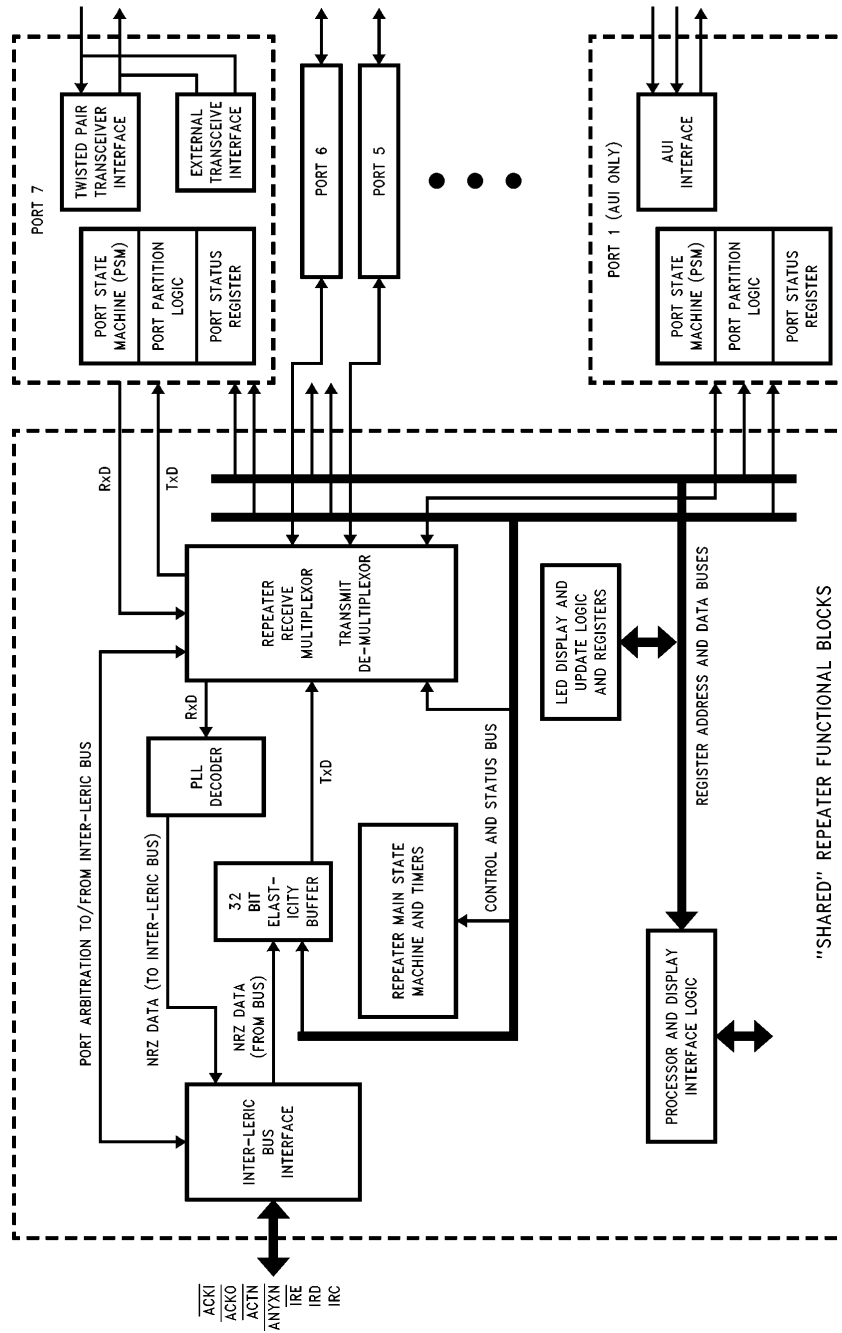 PORT 7
TWISTED PAIR
TRANSCEIVER
INTERFACE
EXTERNAL
TRANSCEIVE
INTERFACE
PORT STATE
MACHINE (PSM)
PORT PARTITION
LOGIC
PORT STATUS
REGISTER
PORT 6
PORT 5
PORT 1 (AUI ONLY)
AUI
INTERFACE
PORT STATE
MACHINE (PSM)
PORT PARTITION
LOGIC
PORT STATUS
REGISTER
RxD
TxD
REPEATER
RECEIVE
MULTIPLEXOR
TRANSMIT
DE-MULTIPLEXOR
PORT ARBITRATION TO/FROM INTER-LERIC BUS
RxD
PLL
DECODER
NRZ DATA (TO INTER-LERIC BUS)
TxD
32
BIT
ELAST-
ICITY
BUFFER
NRZ DATA
(FROM BUS)
REPEATER MAIN STATE
MACHINE AND TIMERS
CONTROL AND STATUS BUS
LED DISPLAY AND
UPDATE LOGIC
AND REGISTERS
REGISTER ADDRESS AND DATA BUSES
INTER-LERIC
BUS
INTERFACE
PROCESSOR AND DISPLAY
INTERFACE LOGIC
"SHARED" REPEATER FUNCTIONAL BLOCKS
ACKI
ACKO
ACTN
ANYXN
IRE
IRD
IRC